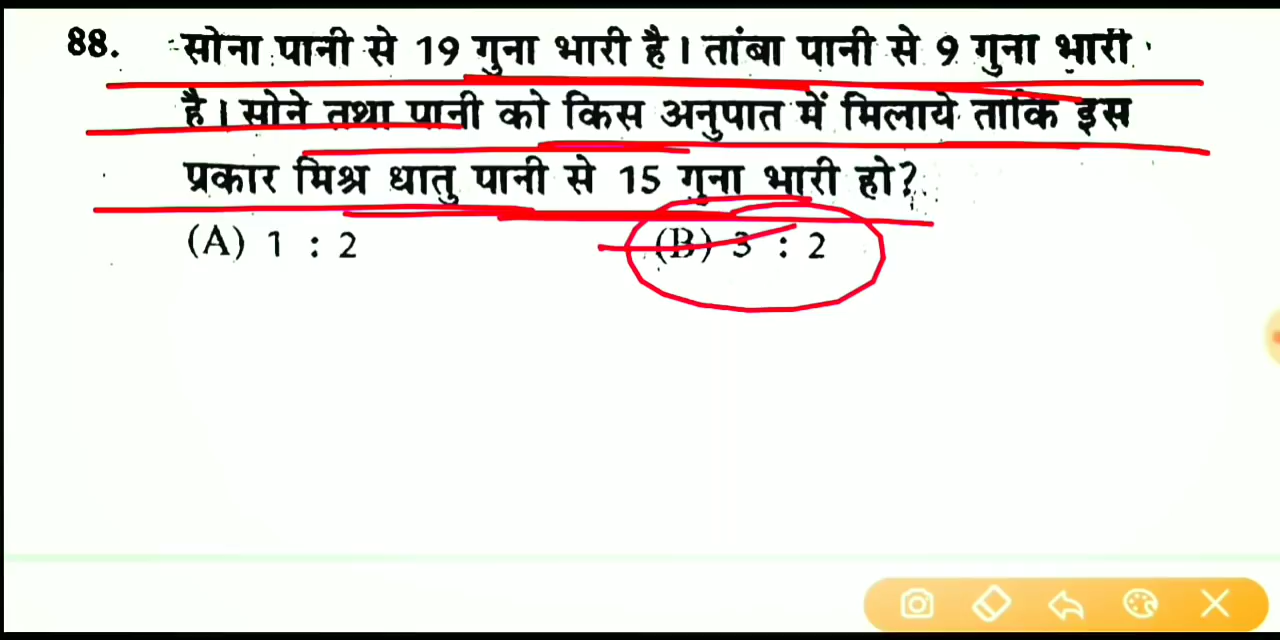 88. सोना पानी से 19 गुना भारी है। तांबा पानी से 9 गुना भारी
है। सोने तथा पानी को किस अनुपात में मिलाये ताकि इस
प्रकार मिश्र धातु पानी से 15 गुना भारी हो?
(A) 1 : 2 (B) 3 : 2